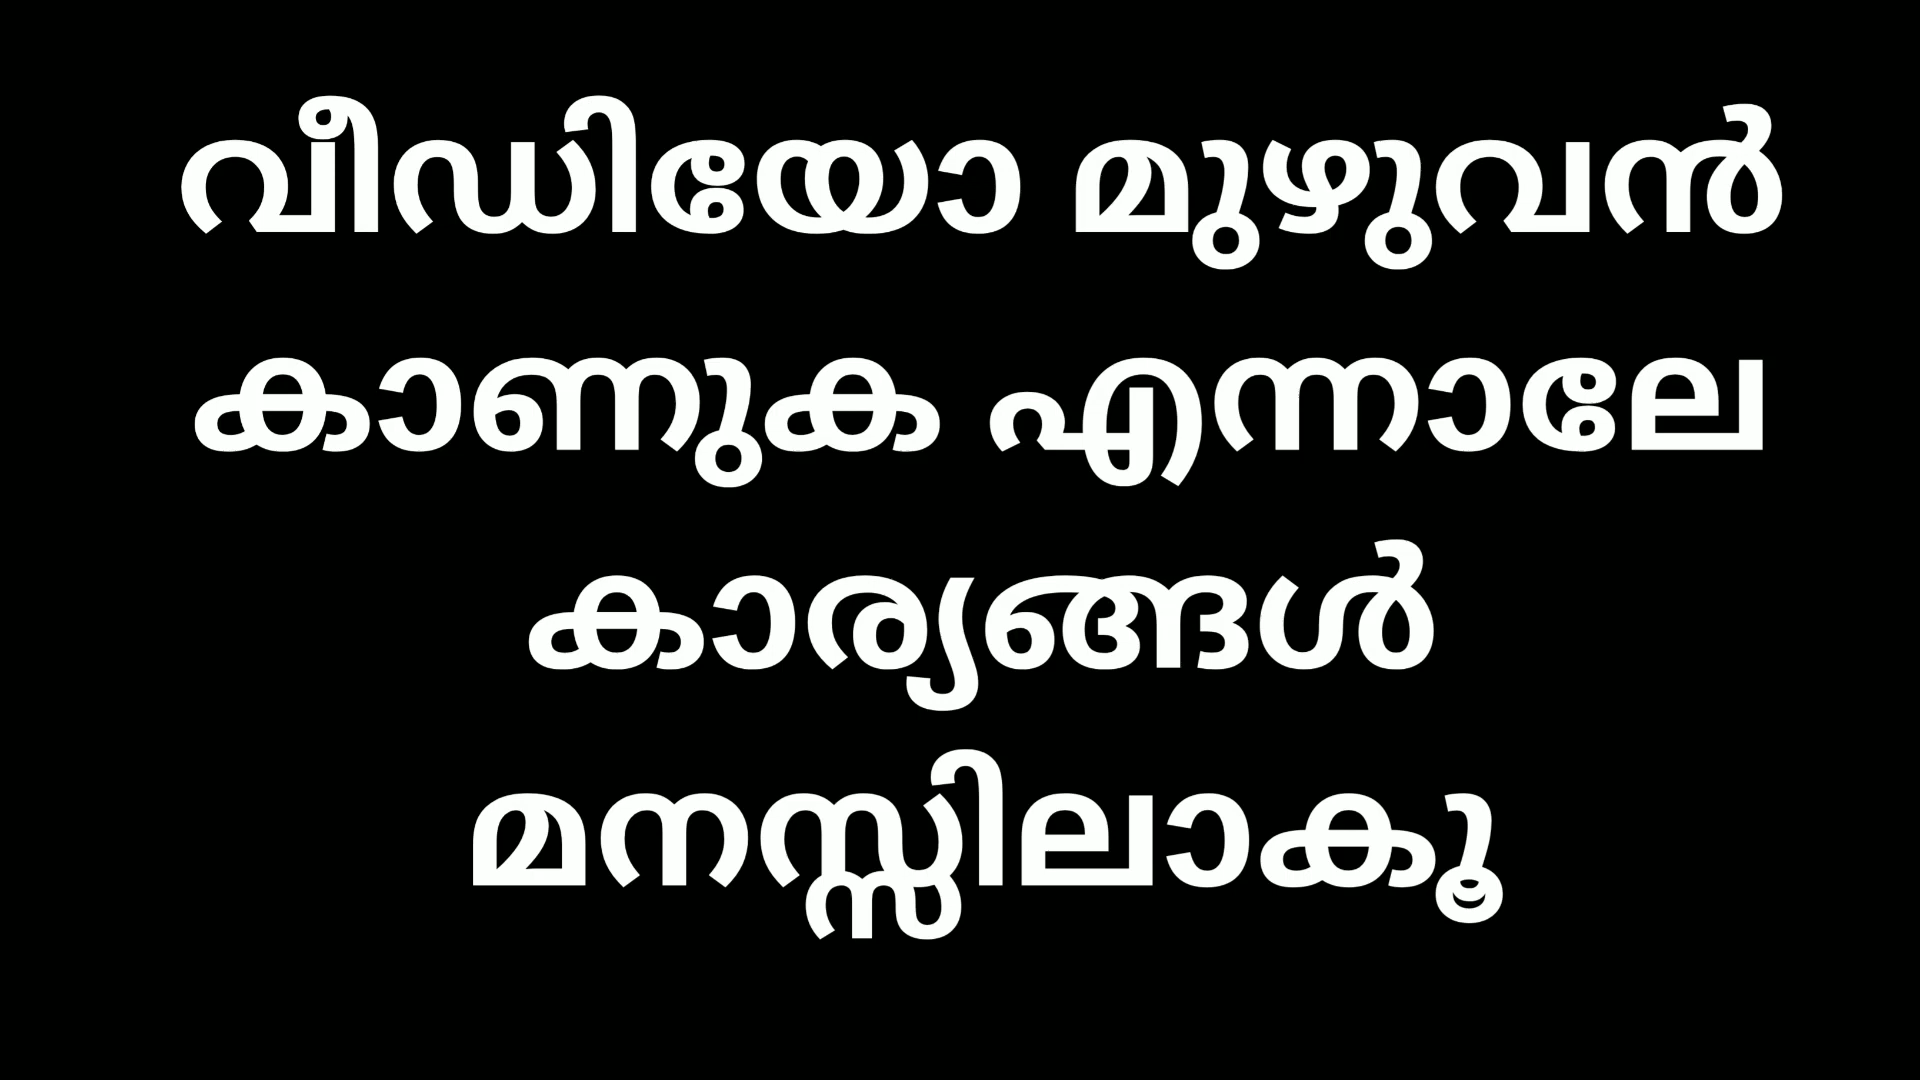 വീഡിയോ മുഴുവൻ
കാണുക എന്നാലേ
കാര്യങ്ങൾ
മനസ്സിലാകൂ